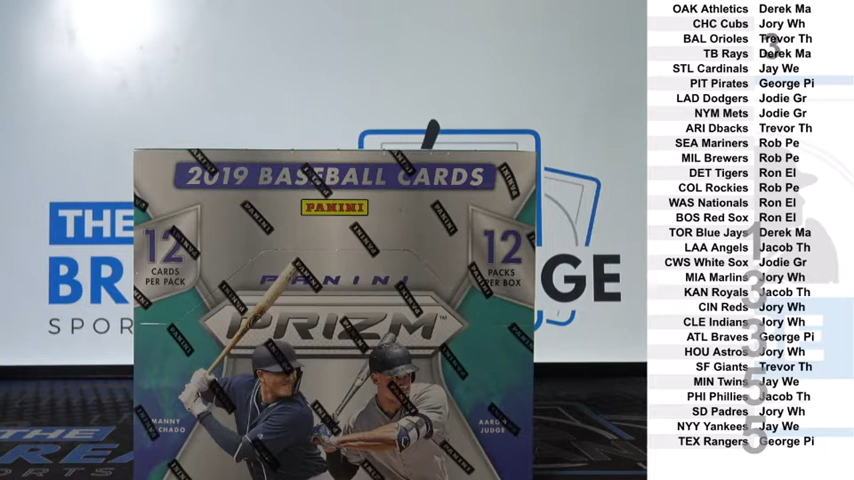 THE
BR
SPOR
GE
2019 BASEBALL CARDS
PANINI
12
CARDS
PER PACK
12
PACKS
PER BOX
PANINI
PRIZM™
MANNY
AARON
JUDGE
THE
OAK Athletics Derek Ma
CHC Cubs Jory Wh
BAL Orioles Trevor Th
TB Rays Derek Ma
STL Cardinals Jay We
PIT Pirates George Pi
LAD Dodgers Jodie Gr
NYM Mets Jodie Gr
ARI Dbacks Trevor Th
SEA Mariners Rob Pe
MIL Brewers Rob Pe
DET Tigers Ron El
COL Rockies Rob Pe
WAS Nationals Ron El
BOS Red Sox Ron El
TOR Blue Jays Derek Ma
LAA Angels Jacob Th
CWS White Sox Jodie Gr
MIA Marlins Jory Wh
KAN Royals Jacob Th
CIN Reds Jory Wh
CLE Indians Jory Wh
ATL Braves George Pi
HOU Astros Jory Wh
SF Giants Trevor Th
MIN Twins Jay We
PHI Phillies Jacob Th
SD Padres Jory Wh
NYY Yankees Jay We
TEX Rangers George Pi